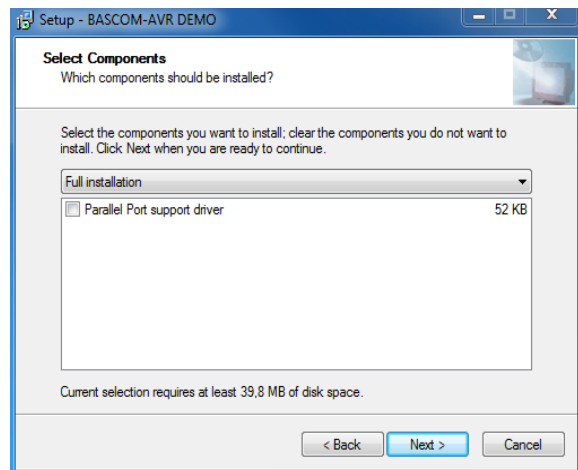 Setup - BASCOM-AVR DEMO
Select Components
Which components should be installed?
Select the components you want to install; clear the components you do not want to
install. Click Next when you are ready to continue.
Full installation
Parallel Port support driver 52 KB
Current selection requires at least 39,8 MB of disk space.
< Back Next > Cancel